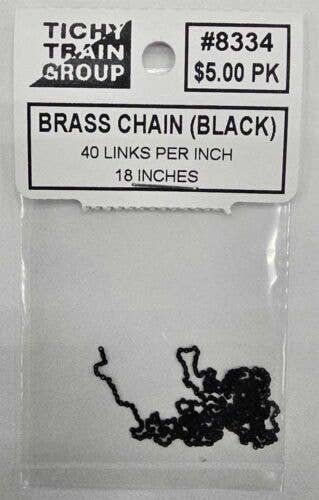 TICHY
TRAIN
GROUP
#8334
$5.00 PK
BRASS CHAIN (BLACK)
40 LINKS PER INCH
18 INCHES